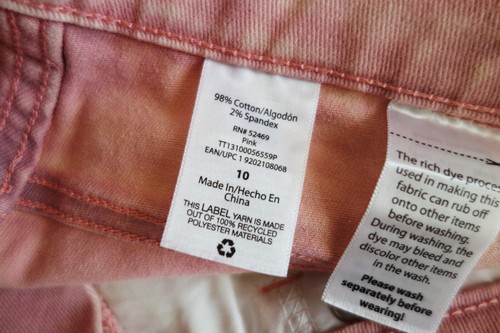 98% Cotton/Algodón
2% Spandex
RN# 52469
Pink
TT13100056559P
EAN/UPC 1 9202108068
10
Made In/Hecho En
China
THIS LABEL YARN IS MADE
OUT OF 100% RECYCLED
POLYESTER MATERIALS
The rich dye proce
used in making this
fabric can rub off
onto other items
before washing.
During washing, the
dye may bleed and
discolor other items
in the wash.
Please wash
separately before
wearing!